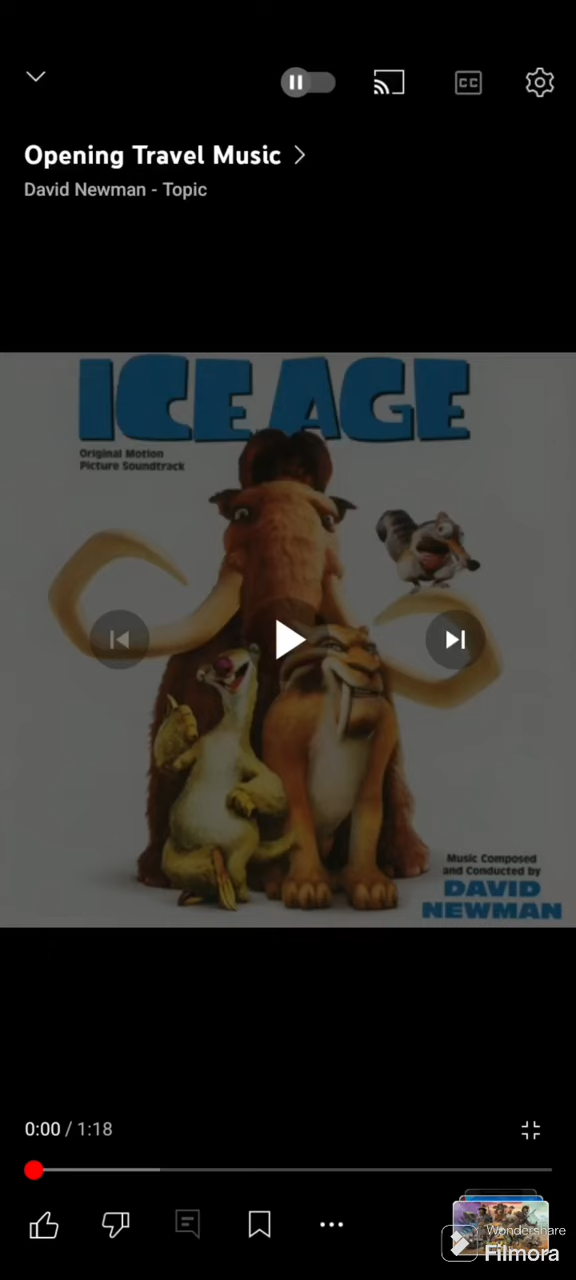 CC
Opening Travel Music
David Newman - Topic
ICE AGE
Original Motion
Picture Soundtrack
Music Composed
and Conducted by
DAVID
NEWMAN
0:00 / 1:18
Wondershare
Filmora